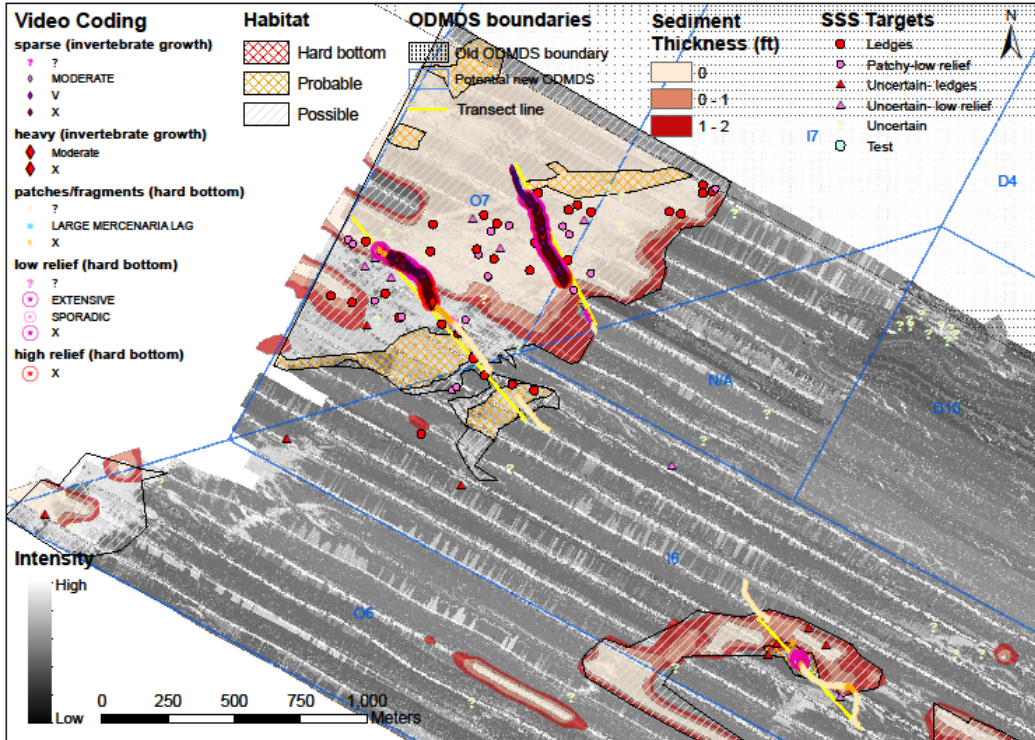 Video Coding
sparse (invertebrate growth)
? ?
MODERATE
V
X
heavy (invertebrate growth)
Moderate
X
patches/fragments (hard bottom)
?
LARGE MERCENARIA LAG
X
low relief (hard bottom)
? ?
EXTENSIVE
SPORADIC
X
high relief (hard bottom)
X
Habitat
Hard bottom
Probable
Possible
ODMDS boundaries
Old ODMDS boundary
Potential new ODMDS
Transect line
Sediment
Thickness (ft)
0
0 - 1
1 - 2
SSS Targets
Ledges
Patchy-low relief
Uncertain- ledges
Uncertain- low relief
? Uncertain
Test
N
I7
D4
O7
N/A
D10
I6
O6
Intensity
High
Low
0 250 500 750 1,000
Meters